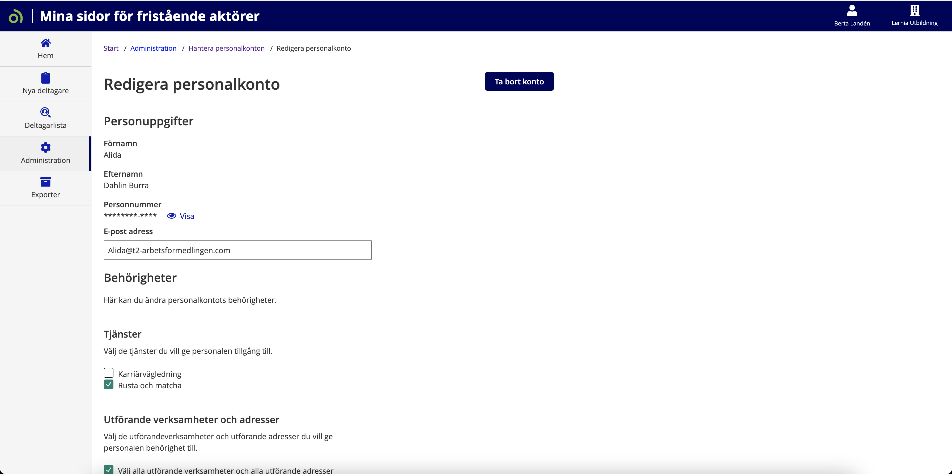 Mina sidor för fristående aktörer
Berta Landén
Lernia Utbildning
Hem
Nya deltagare
Deltagarlista
Administration
Exporter
Start / Administration / Hantera personalkonton / Redigera personalkonto
Redigera personalkonto
Ta bort konto
Personuppgifter
Förnamn
Alida
Efternamn
Dahlin Burra
Personnummer
********-**** Visa
E-post adress
Alida@t2-arbetsformedlingen.com
Behörigheter
Här kan du ändra personalkontots behörigheter.
Tjänster
Välj de tjänster du vill ge personalen tillgång till.
Karriärvägledning
Rusta och matcha
Utförande verksamheter och adresser
Välj de utförandeverksamheter och utförande adresser du vill ge
personalen behörighet till.
Välj alla utförande verksamheter och alla utförande adresser